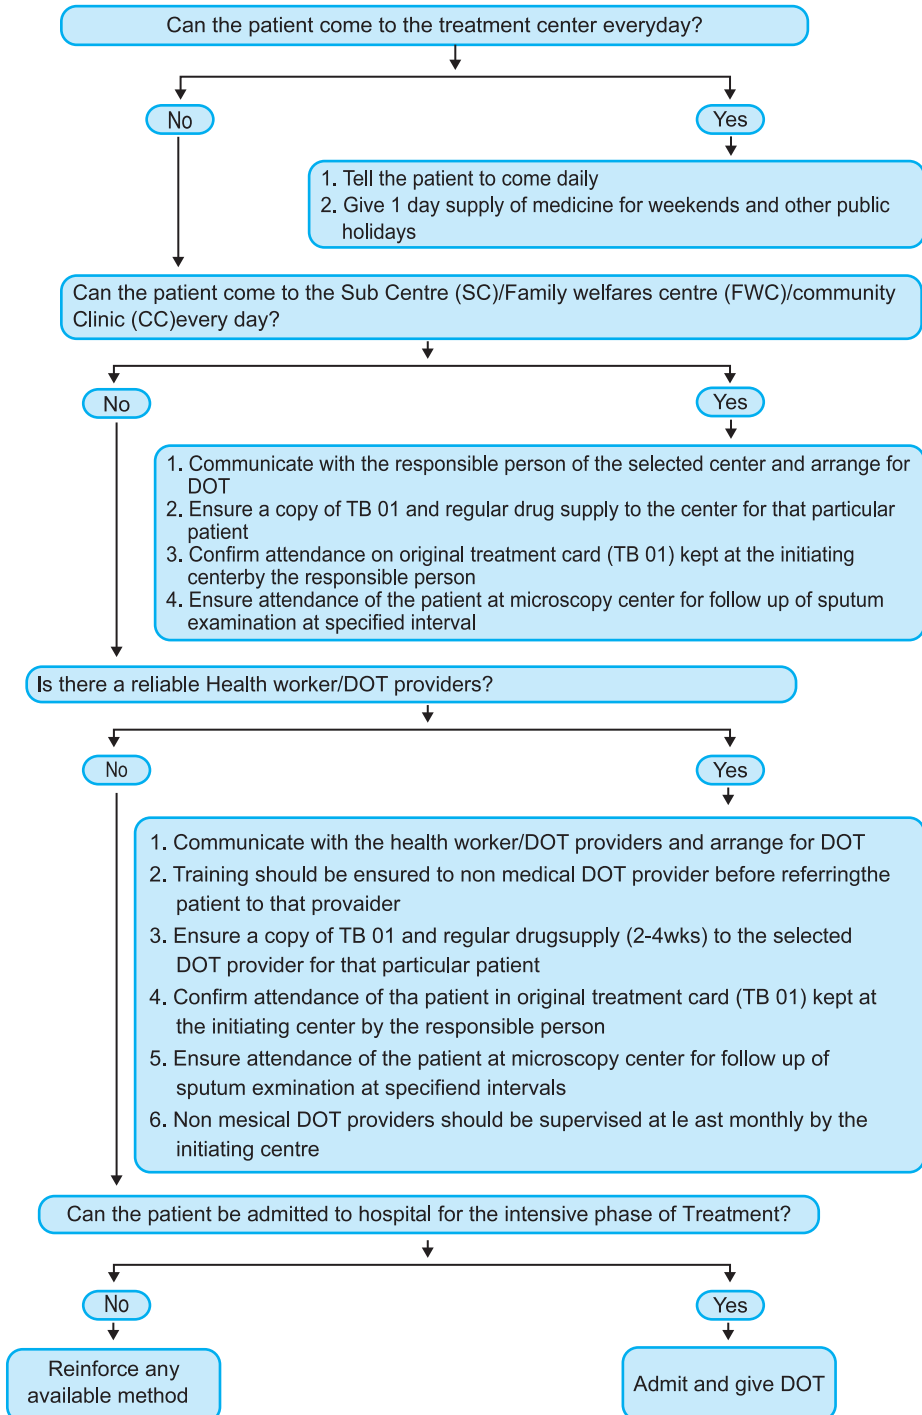 Can the patient come to the treatment center everyday?
No
Yes
1. Tell the patient to come daily
2. Give 1 day supply of medicine for weekends and other public
holidays
Can the patient come to the Sub Centre (SC)/Family welfares centre (FWC)/community
Clinic (CC)every day?
No
Yes
1. Communicate with the responsible person of the selected center and arrange for
DOT
2. Ensure a copy of TB 01 and regular drug supply to the center for that particular
patient
3. Confirm attendance on original treatment card (TB 01) kept at the initiating
centerby the responsible person
4. Ensure attendance of the patient at microscopy center for follow up of sputum
examination at specified interval
Is there a reliable Health worker/DOT providers?
No
Yes
1. Communicate with the health worker/DOT providers and arrange for DOT
2. Training should be ensured to non medical DOT provider before referringthe
patient to that provaider
3. Ensure a copy of TB 01 and regular drugsupply (2-4wks) to the selected
DOT provider for that particular patient
4. Confirm attendance of tha patient in original treatment card (TB 01) kept at
the initiating center by the responsible person
5. Ensure attendance of the patient at microscopy center for follow up of
sputum exmination at specifiend intervals
6. Non mesical DOT providers should be supervised at le ast monthly by the
initiating centre
Can the patient be admitted to hospital for the intensive phase of Treatment?
No
Yes
Reinforce any
available method
Admit and give DOT